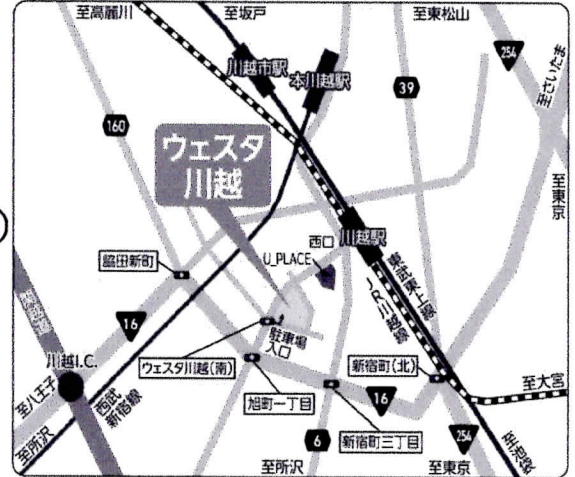 至高麗川
至坂戸
至東松山
254
至さいたま
川越市駅
本川越駅
39
160
ウェスタ
川越
至東京
西口
川越駅
U_PLACE
東武東上線
JR川越線
脇田新町
16
駐車場
入口
ウェスタ川越(南)
新宿町(北)
川越I.C.
至八王子
西武
新宿線
旭町一丁目
16
至大宮
至所沢
6
新宿町三丁目
254
至池袋
至所沢
至東京